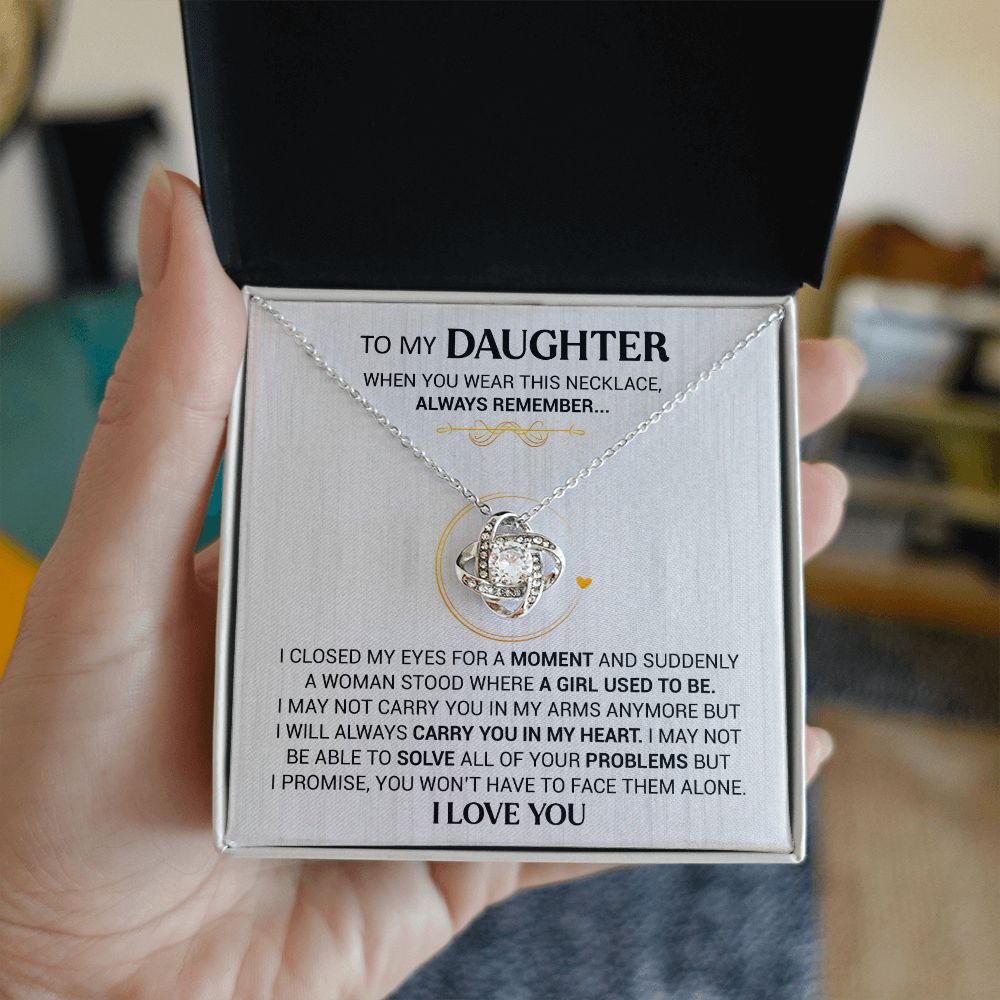 TO MY DAUGHTER
WHEN YOU WEAR THIS NECKLACE,
ALWAYS REMEMBER...
I CLOSED MY EYES FOR A MOMENT AND SUDDENLY
A WOMAN STOOD WHERE A GIRL USED TO BE.
I MAY NOT CARRY YOU IN MY ARMS ANYMORE BUT
I WILL ALWAYS CARRY YOU IN MY HEART. I MAY NOT
BE ABLE TO SOLVE ALL OF YOUR PROBLEMS BUT
I PROMISE, YOU WON'T HAVE TO FACE THEM ALONE.
I LOVE YOU